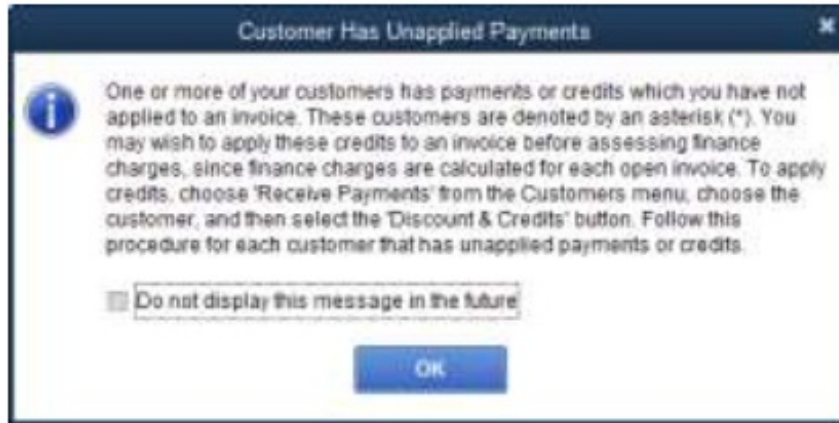 Customer Has Unapplied Payments
One or more of your customers has payments or credits which you have not
applied to an invoice. These customers are denoted by an asterisk (*). You
may wish to apply these credits to an invoice before assessing finance
charges, since finance charges are calculated for each open invoice. To apply
credits, choose 'Receive Payments' from the Customers menu, choose the
customer, and then select the 'Discount & Credits' button. Follow this
procedure for each customer that has unapplied payments or credits.
Do not display this message in the future
OK